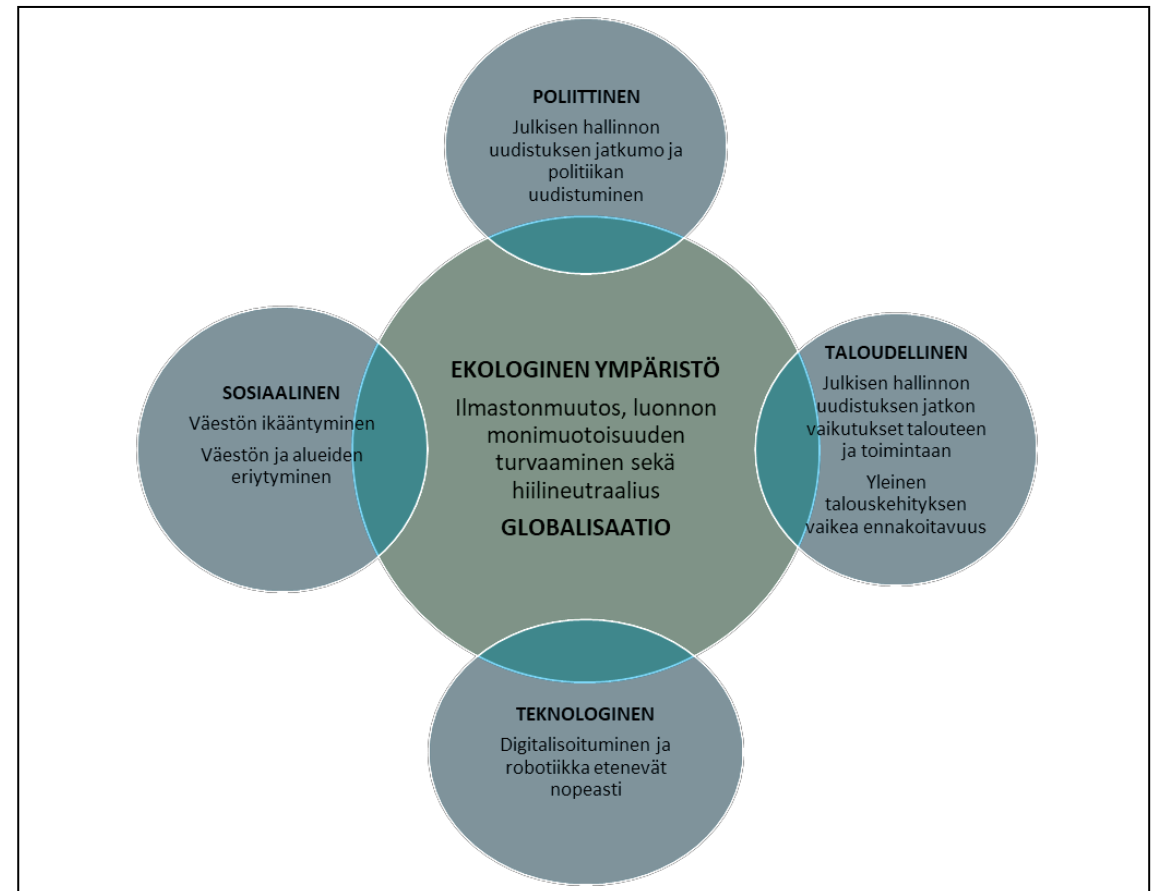 POLIITTINEN
Julkisen hallinnon
uudistuksen jatkumo ja
politiikan
uudistuminen
SOSIAALINEN
Väestön ikääntyminen
Väestön ja alueiden
eriytyminen
EKOLOGINEN YMPÄRISTÖ
Ilmastonmuutos, luonnon
monimuotoisuuden
turvaaminen sekä
hiilineutraalius
GLOBALISAATIO
TALOUDELLINEN
Julkisen hallinnon
uudistuksen jatkon
vaikutukset talouteen
ja toimintaan
Yleinen
talouskehityksen
vaikea ennakoitavuus
TEKNOLOGINEN
Digitalisoituminen ja
robotiikka etenevät
nopeasti